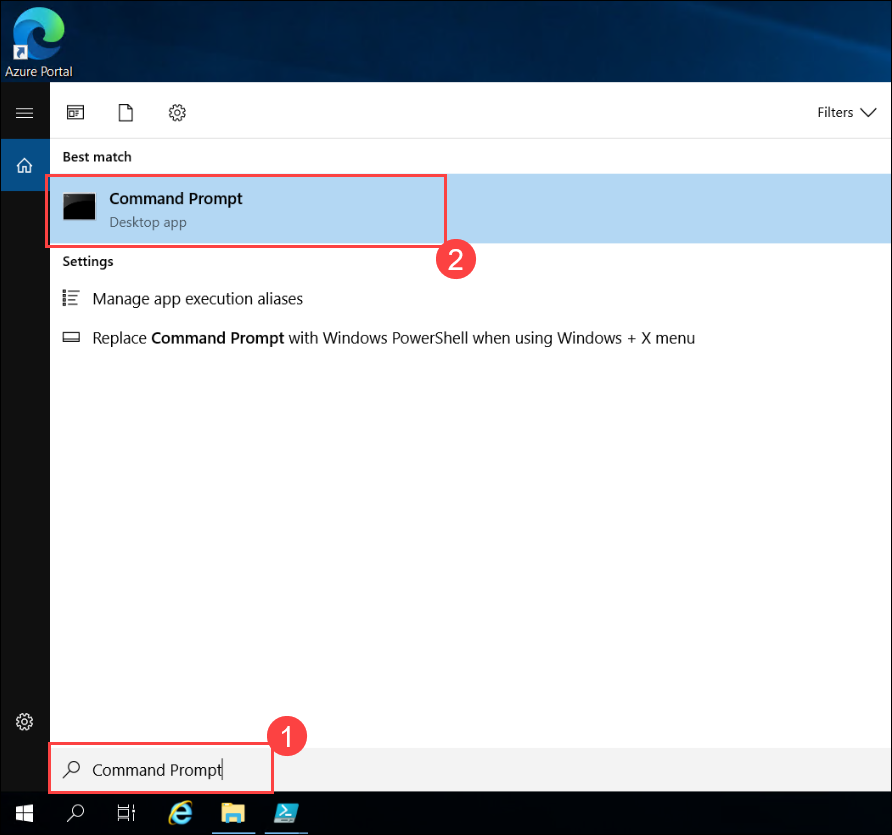 Azure Portal
Filters
Best match
Command Prompt
Desktop app
2
Settings
Manage app execution aliases
Replace Command Prompt with Windows PowerShell when using Windows + X menu
1
Command Prompt